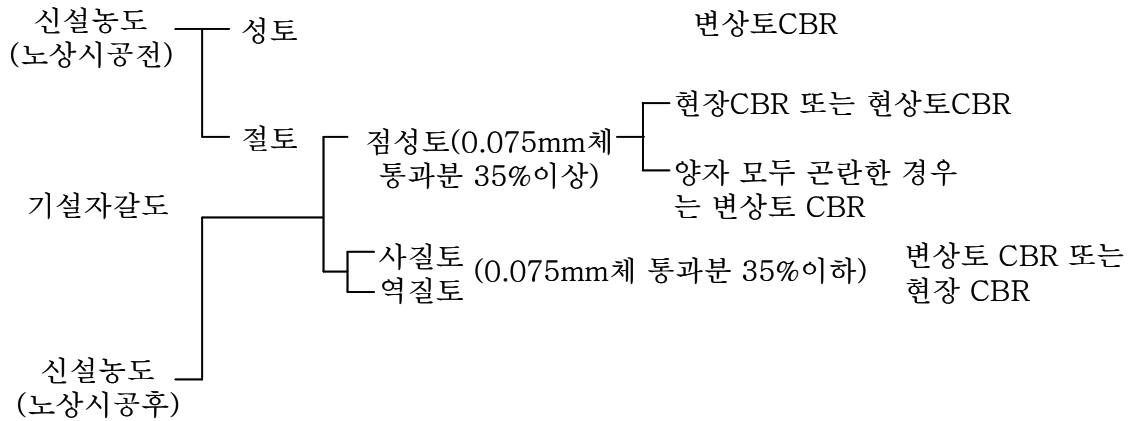 신설농도
(노상시공전)
성토
변상토CBR
절토
점성토(0.075mm체
통과분 35%이상)
현장CBR 또는 현상토CBR
양자 모두 곤란한 경우
는 변상토 CBR
기설자갈도
사질토
역질토
(0.075mm체 통과분 35%이하)
변상토 CBR 또는
현장 CBR
신설농도
(노상시공후)